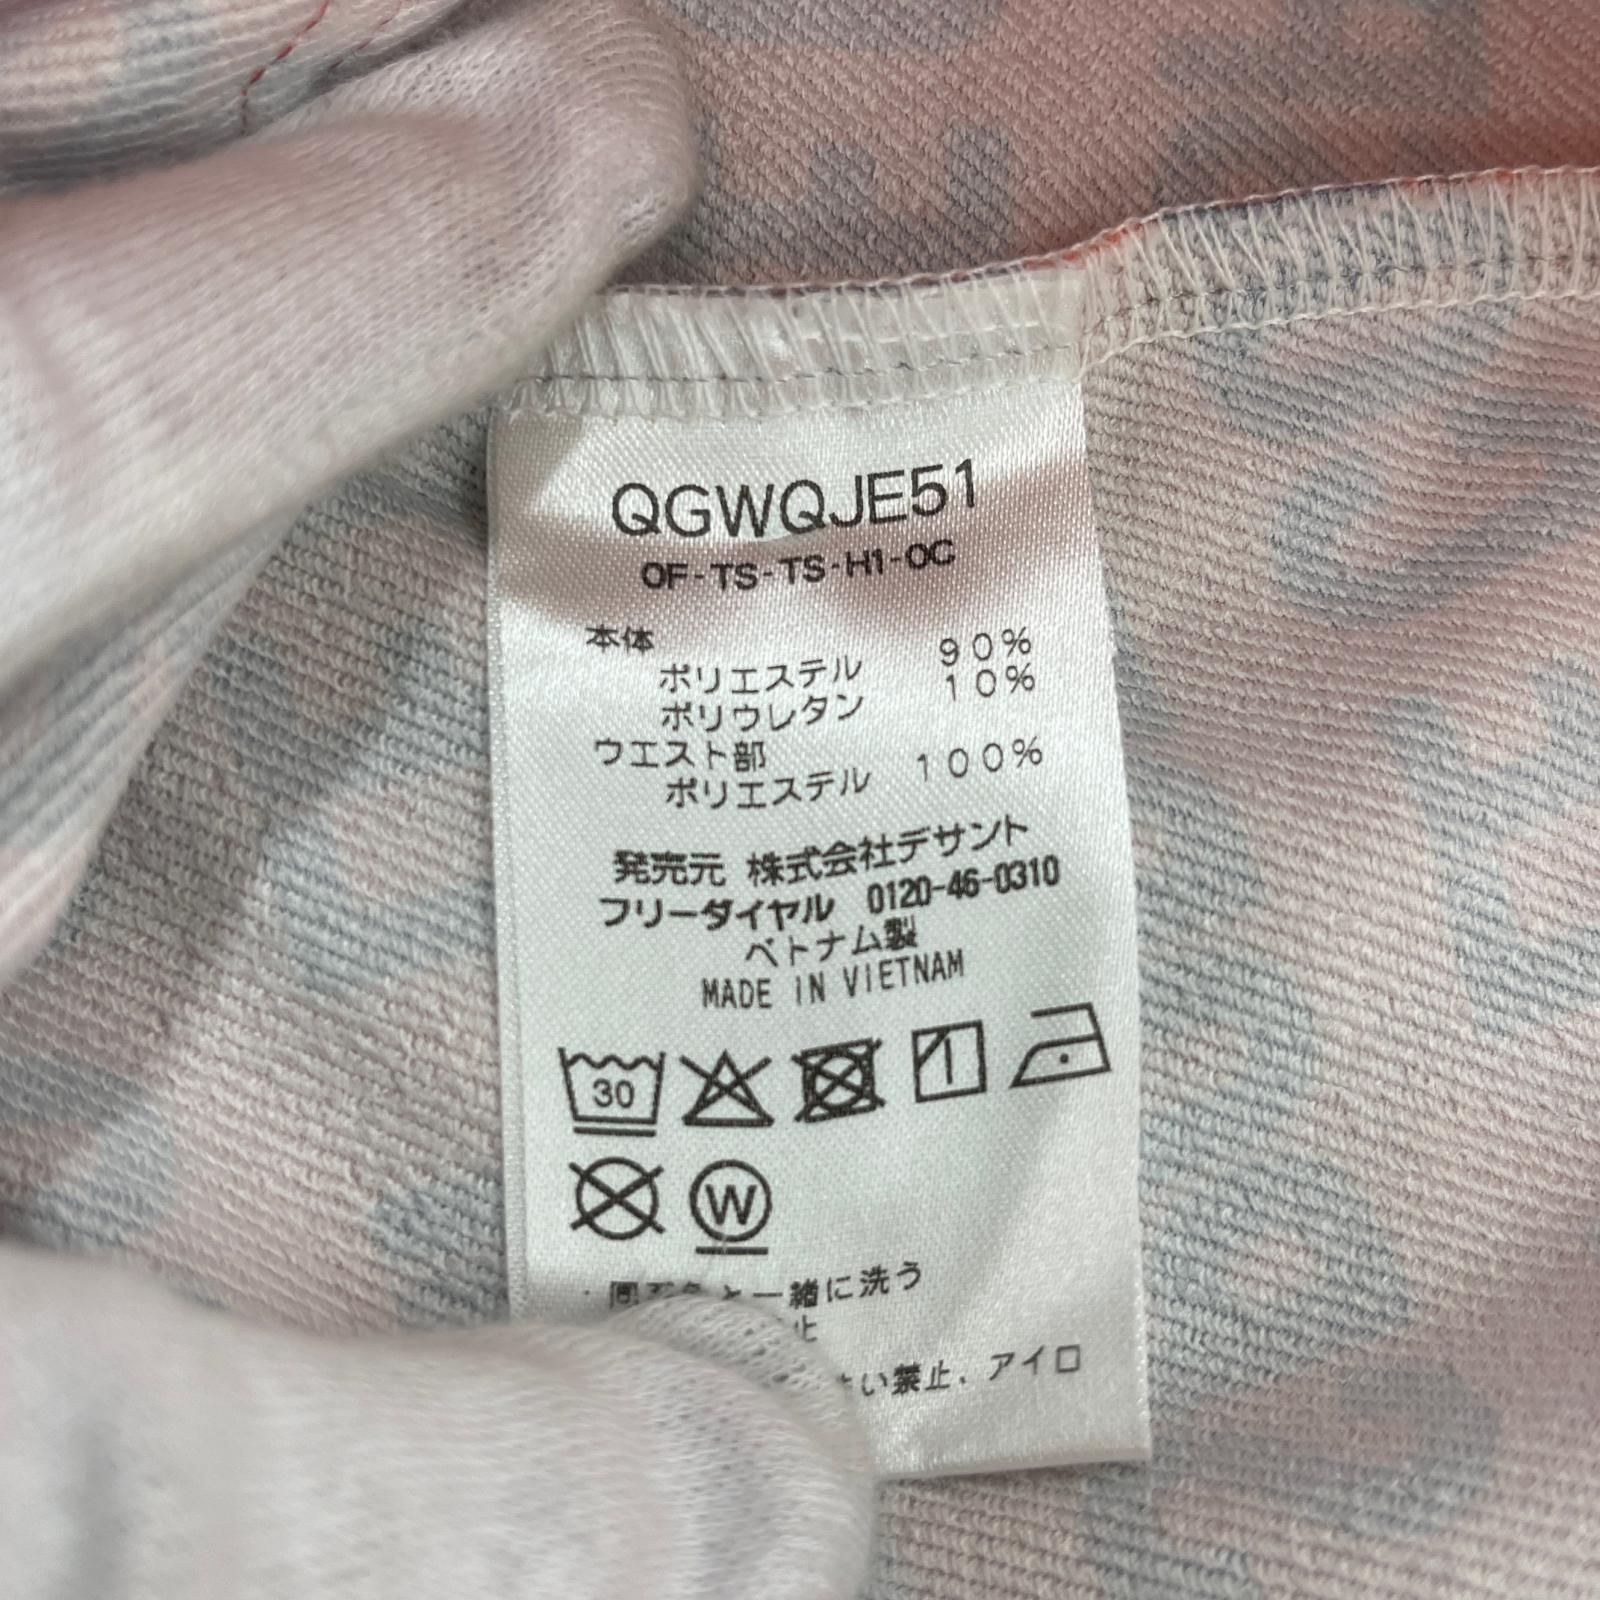 QGWQJE51
OF-TS-TS-H1-OC
本体
ポリエステル 90%
ポリウレタン 10%
ウエスト部
ポリエステル 100%
発売元 株式会社デサント
フリーダイヤル 0120-46-0310
ベトナム製
MADE IN VIETNAM
30
W
と一緒に洗う
止
い禁止、アイロ